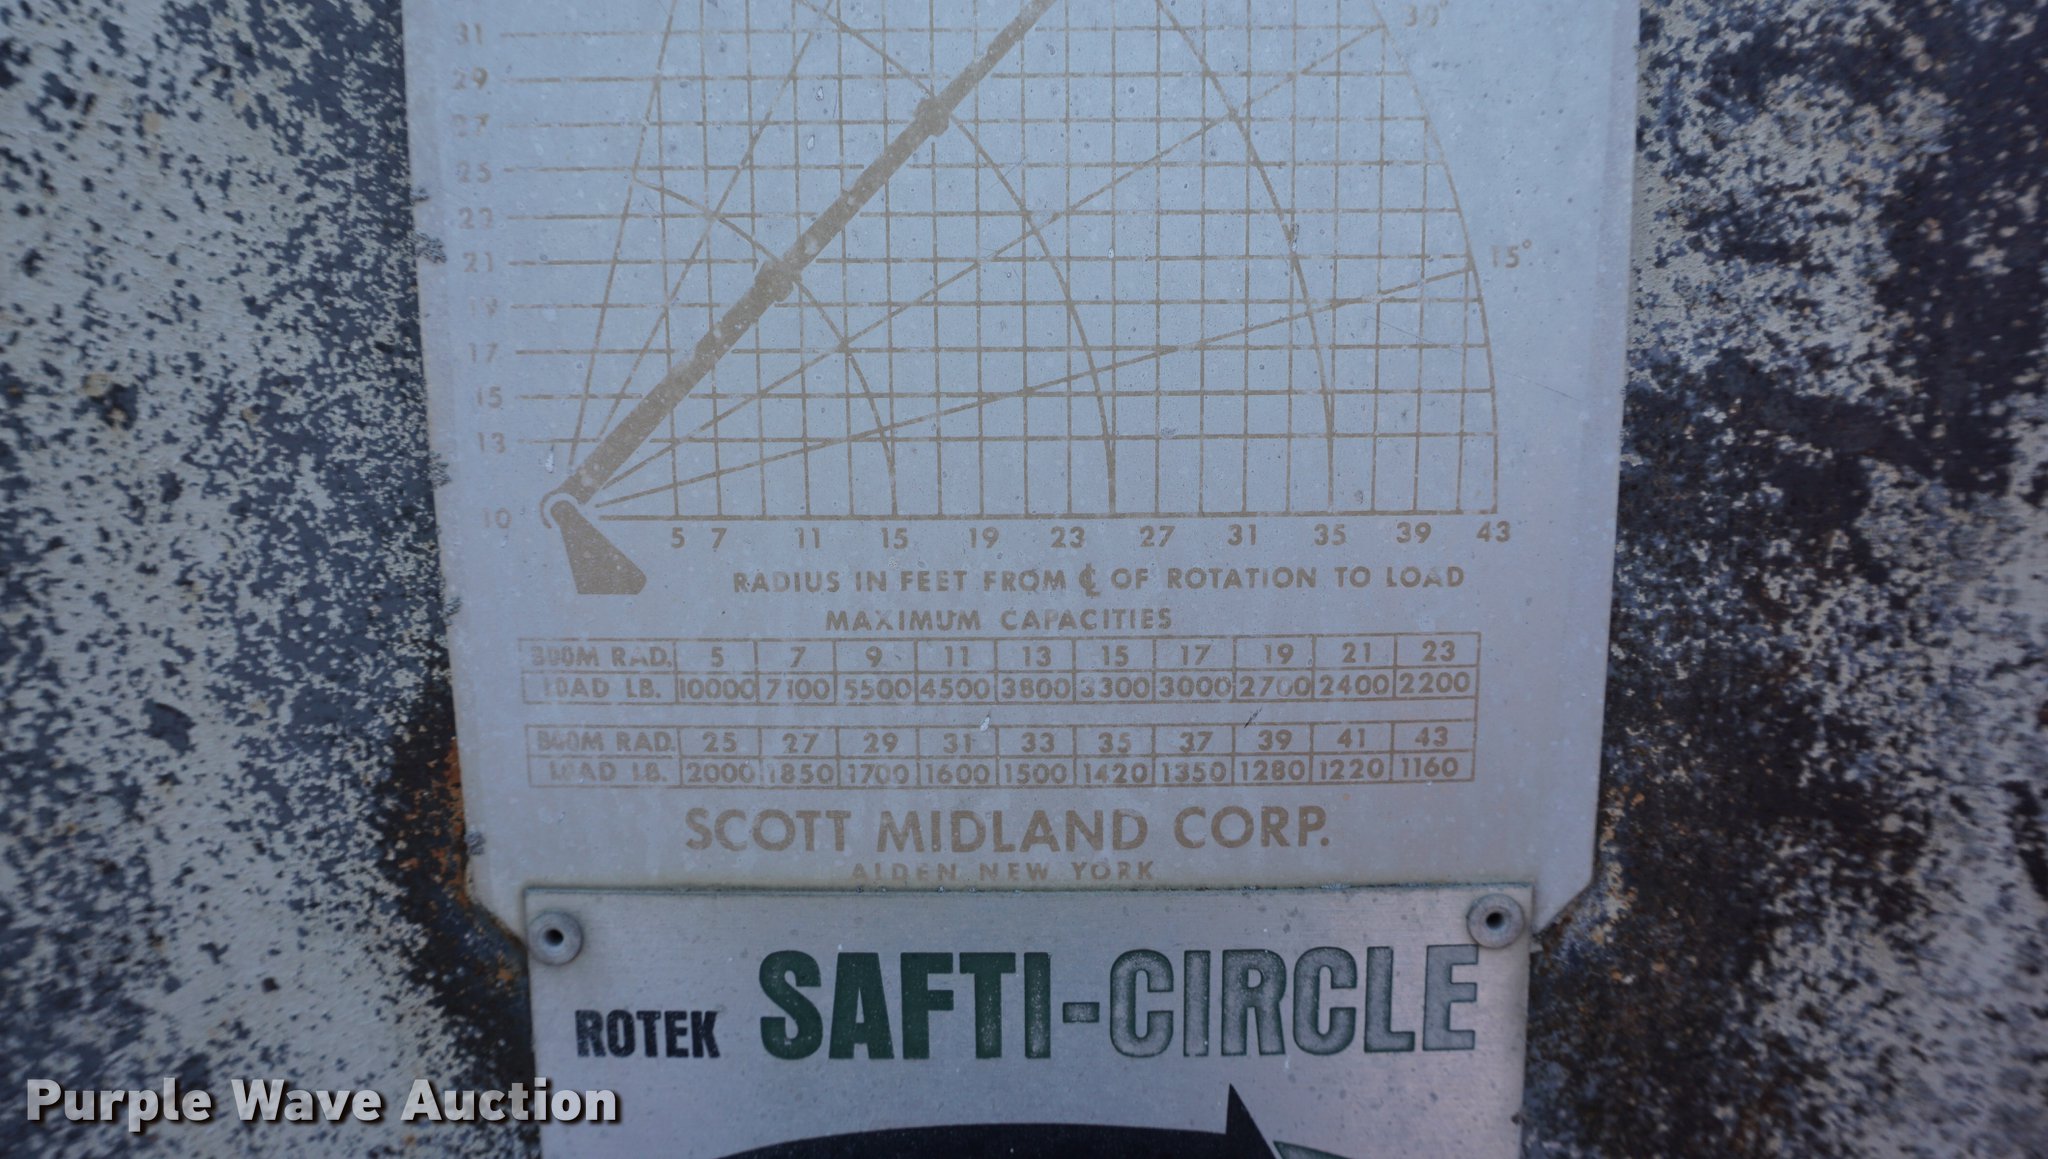 30°
31
29
27
25
23
21
15°
19
17
15
13
10
5 7 11 15 19 23 27 31 35 39 43
RADIUS IN FEET FROM ℄ OF ROTATION TO LOAD
MAXIMUM CAPACITIES
BOOM RAD. 5 7 9 11 13 15 17 19 21 23
LOAD LB. 10000 7100 5500 4500 3800 3300 3000 2700 2400 2200
BOOM RAD. 25 27 29 31 33 35 37 39 41 43
LOAD LB. 2000 1850 1700 1600 1500 1420 1350 1280 1220 1160
SCOTT MIDLAND CORP.
ALDEN NEW YORK
ROTEK SAFTI-CIRCLE
Purple Wave Auction